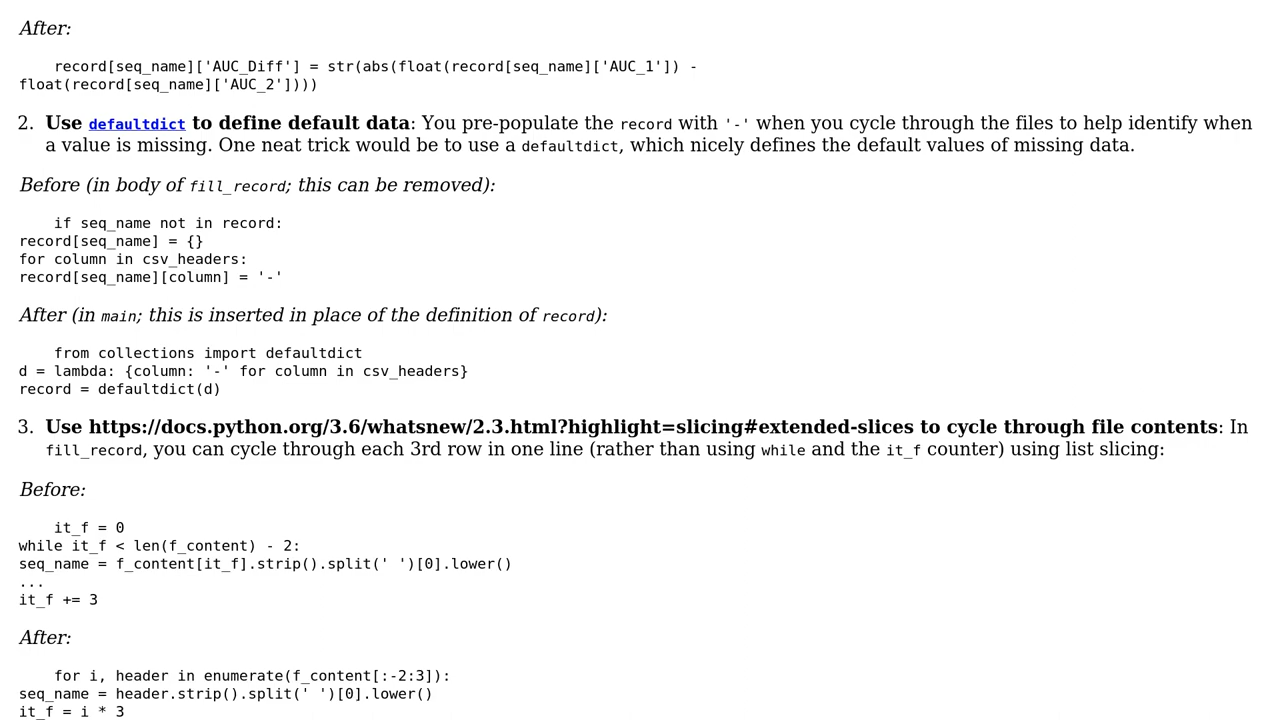 After:
record[seq_name]['AUC_Diff'] = str(abs(float(record[seq_name]['AUC_1']) -
float(record[seq_name]['AUC_2'])))
2. Use defaultdict to define default data: You pre-populate the record with '-' when you cycle through the files to help identify when
a value is missing. One neat trick would be to use a defaultdict, which nicely defines the default values of missing data.
Before (in body of fill_record; this can be removed):
if seq_name not in record:
record[seq_name] = {}
for column in csv_headers:
record[seq_name][column] = '-'
After (in main; this is inserted in place of the definition of record):
from collections import defaultdict
d = lambda: {column: '-' for column in csv_headers}
record = defaultdict(d)
3. Use https://docs.python.org/3.6/whatsnew/2.3.html?highlight=slicing#extended-slices to cycle through file contents: In
fill_record, you can cycle through each 3rd row in one line (rather than using while and the it_f counter) using list slicing:
Before:
it_f = 0
while it_f < len(f_content) - 2:
seq_name = f_content[it_f].strip().split(' ')[0].lower()
...
it_f += 3
After:
for i, header in enumerate(f_content[:-2:3]):
seq_name = header.strip().split(' ')[0].lower()
it_f = i * 3